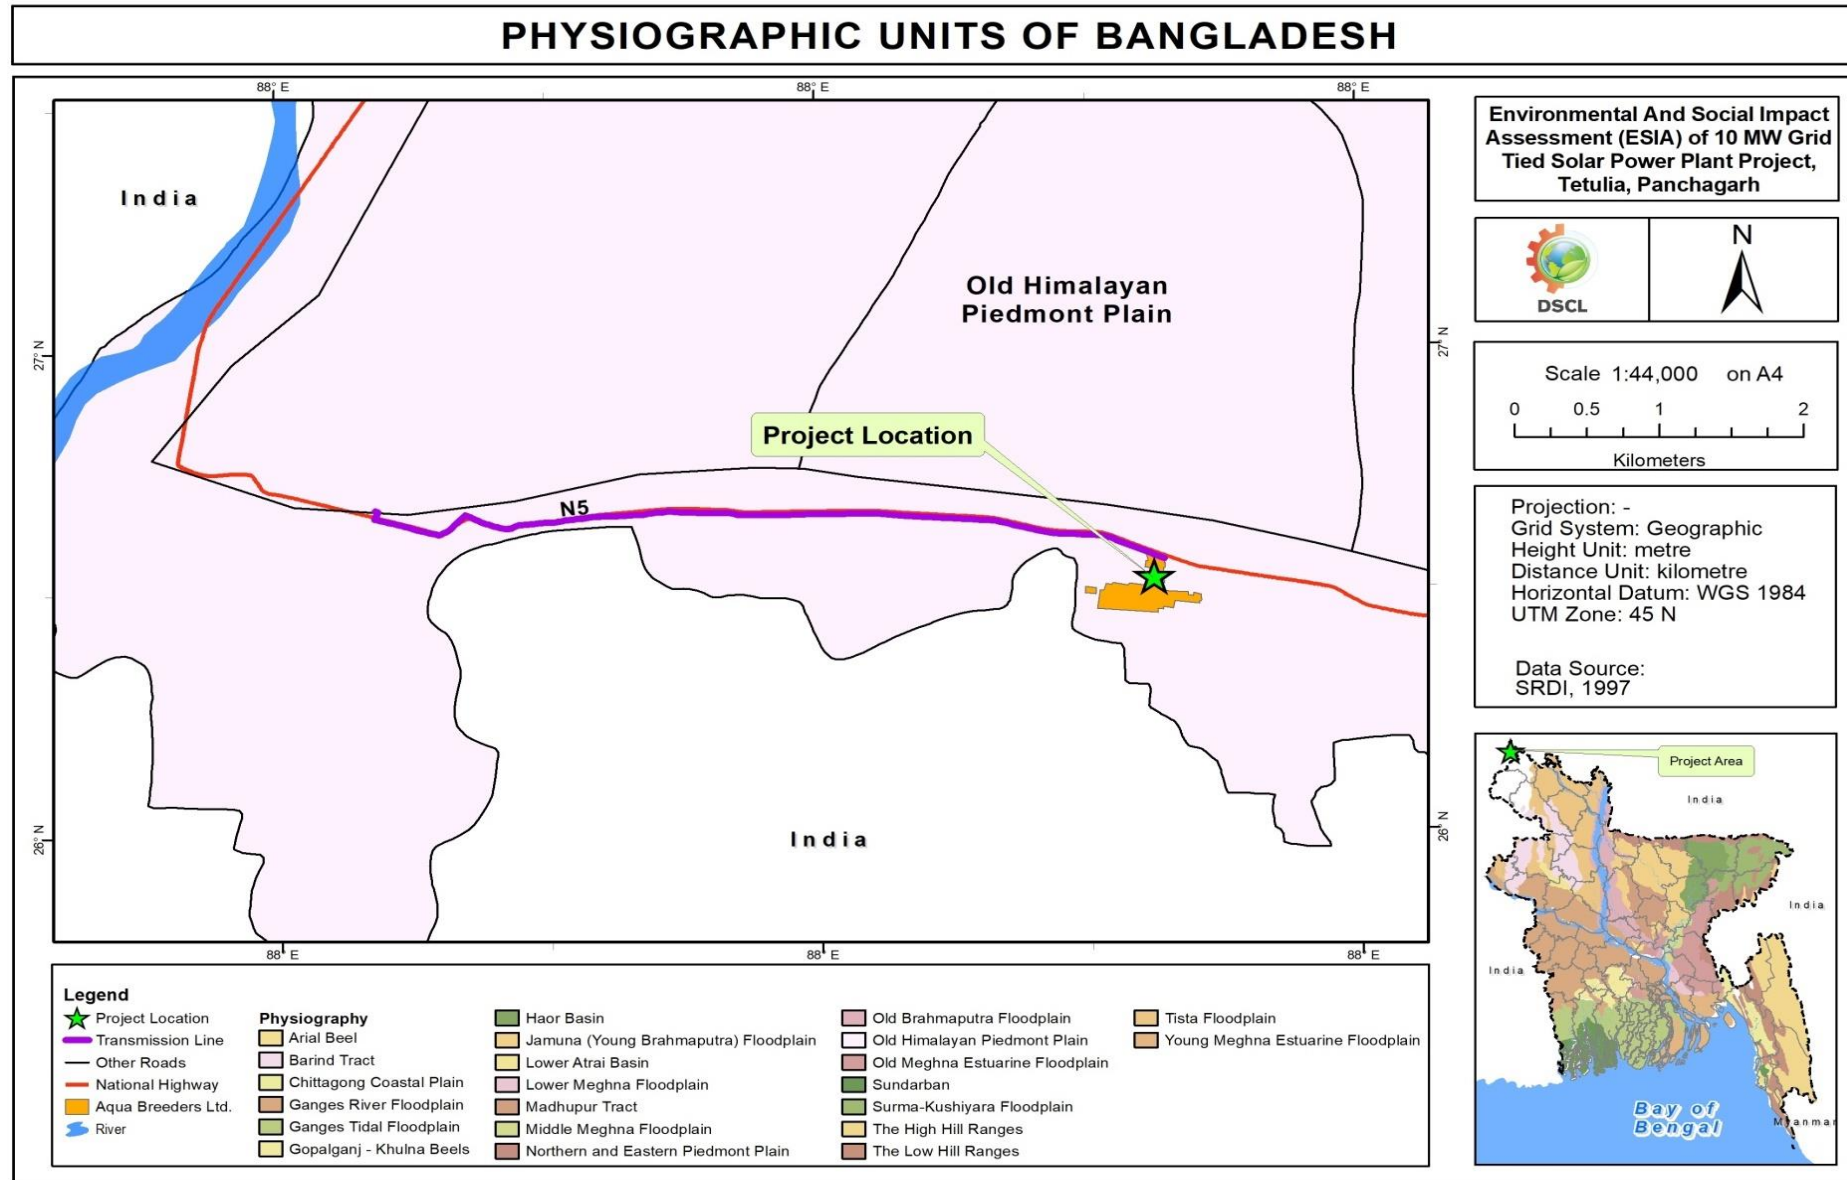 PHYSIOGRAPHIC UNITS OF BANGLADESH
88° E
88° E
88° E
27° N
26° N
27° N
26° N
88° E
88° E
88° E
India
Old Himalayan
Piedmont Plain
Project Location
N5
India
Environmental And Social Impact
Assessment (ESIA) of 10 MW Grid
Tied Solar Power Plant Project,
Tetulia, Panchagarh
DSCL
N
Scale 1:44,000 on A4
0 0.5 1 2
Kilometers
Projection: -
Grid System: Geographic
Height Unit: metre
Distance Unit: kilometre
Horizontal Datum: WGS 1984
UTM Zone: 45 N
Data Source:
SRDI, 1997
Project Area
India
India
India
Bay of
Bengal
Myanmar
Legend
Project Location
Transmission Line
Other Roads
National Highway
Aqua Breeders Ltd.
River
Physiography
Arial Beel
Barind Tract
Chittagong Coastal Plain
Ganges River Floodplain
Ganges Tidal Floodplain
Gopalganj - Khulna Beels
Haor Basin
Jamuna (Young Brahmaputra) Floodplain
Lower Atrai Basin
Lower Meghna Floodplain
Madhupur Tract
Middle Meghna Floodplain
Northern and Eastern Piedmont Plain
Old Brahmaputra Floodplain
Old Himalayan Piedmont Plain
Old Meghna Estuarine Floodplain
Sundarban
Surma-Kushiyara Floodplain
The High Hill Ranges
The Low Hill Ranges
Tista Floodplain
Young Meghna Estuarine Floodplain